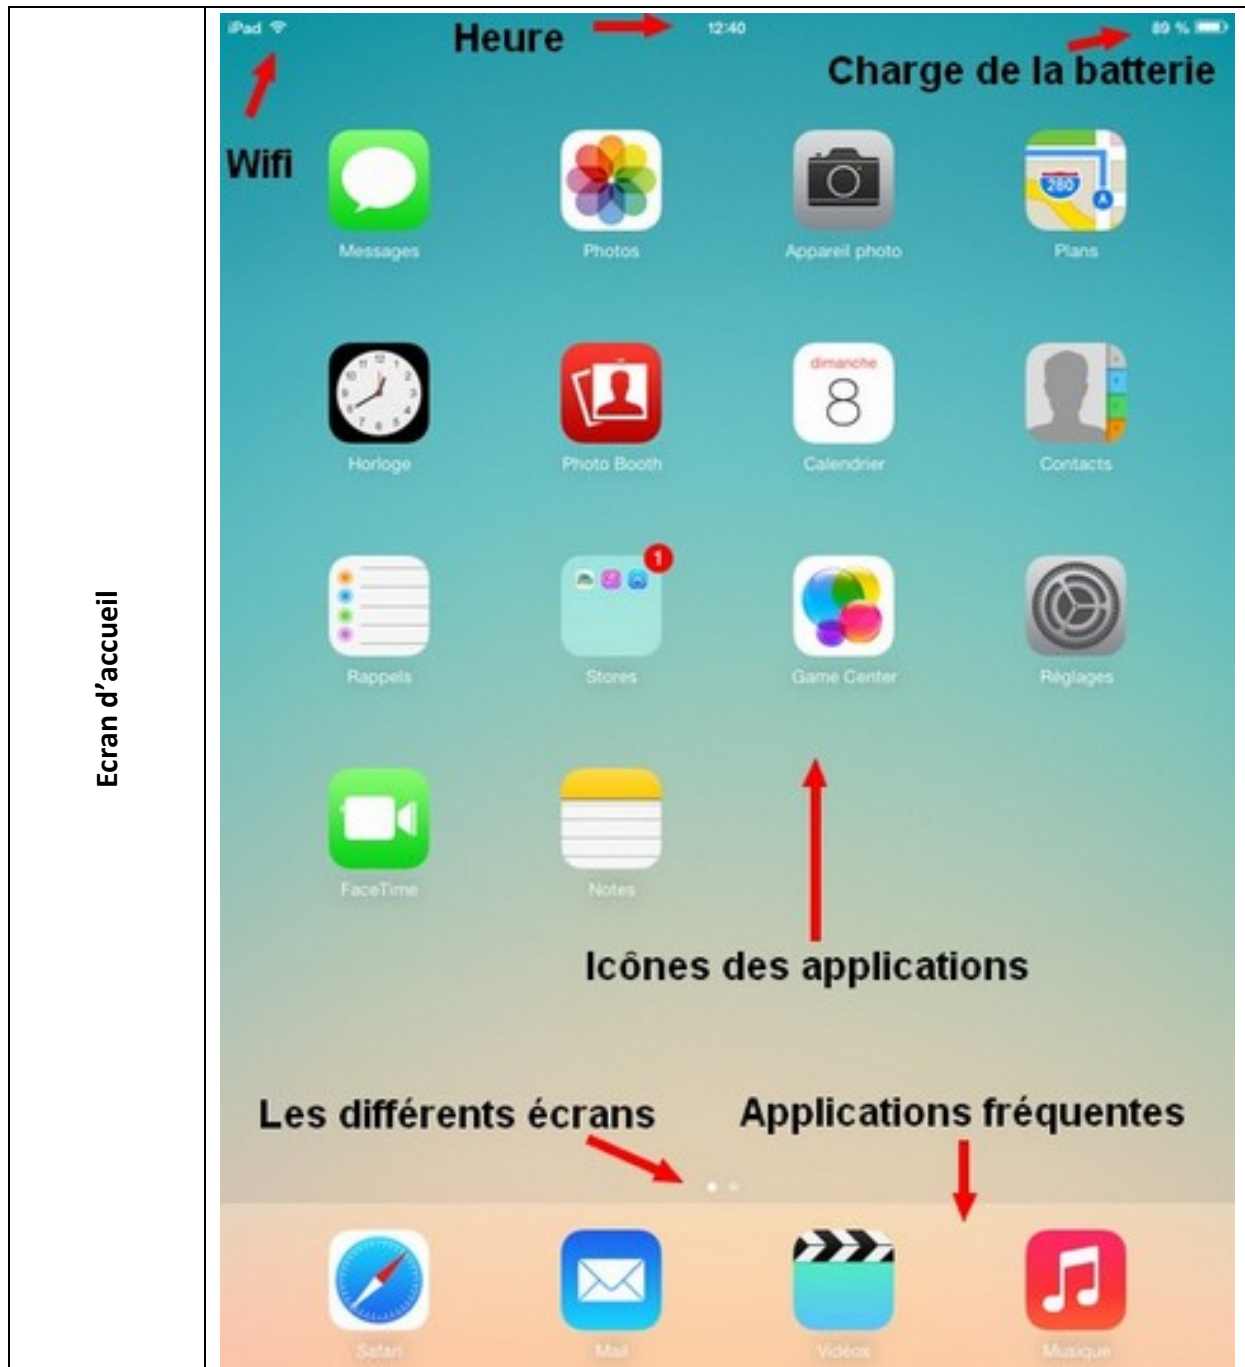 Ecran d'accueil
iPad
Heure
12:40
89 %
Charge de la batterie
Wifi
Messages
Photos
Appareil photo
280
Plans
Horloge
Photo Booth
dimanche
8
Calendrier
Contacts
1
Rappels
Stores
Game Center
Réglages
FaceTime
Notes
Icônes des applications
Les différents écrans
Applications fréquentes
Safari
Mail
Vidéos
Musique